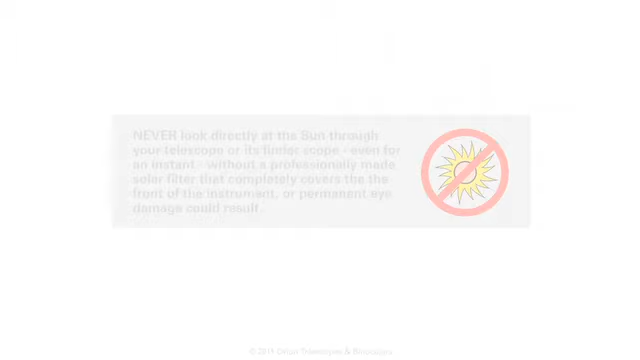 NEVER look directly at the Sun through
your telescope or its finder scope - even for
an instant - without a professionally made
solar filter that completely covers the the
front of the instrument, or permanent eye
damage could result.
Telescopes & Binoculars